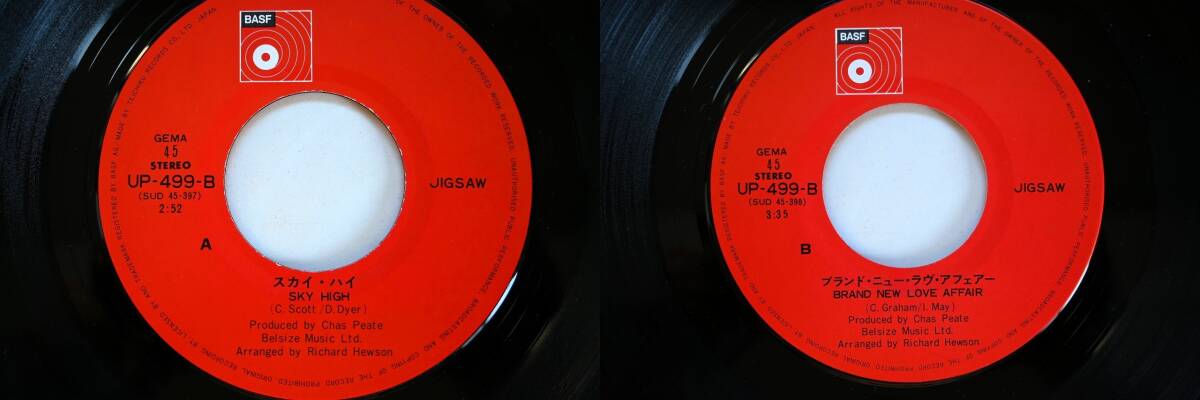 BASF
GEMA
45
STEREO
UP-499-B
(SUD 45-397)
2:52
JIGSAW
A
スカイ・ハイ
SKY HIGH
(C. Scott/D. Dyer)
Produced by Chas Peate
Belsize Music Ltd.
Arranged by Richard Hewson
BASF
GEMA
45
STEREO
UP-499-B
(SUD 45-398)
3:35
JIGSAW
B
ブランド・ニュー・ラヴ・アフェアー
BRAND NEW LOVE AFFAIR
(C. Graham/I. May)
Produced by Chas Peate
Belsize Music Ltd.
Arranged by Richard Hewson